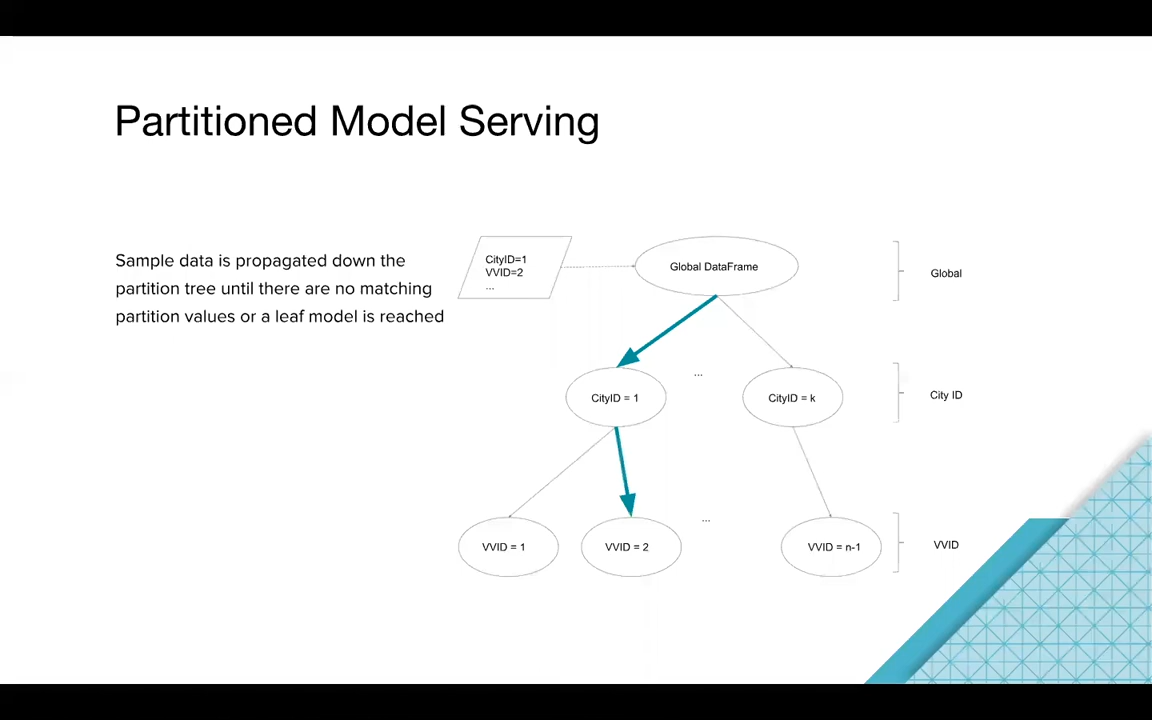 Partitioned Model Serving
Sample data is propagated down the
partition tree until there are no matching
partition values or a leaf model is reached
CityID=1
VVID=2
...
Global DataFrame
Global
...
CityID = 1
CityID = k
City ID
...
VVID = 1
VVID = 2
VVID = n-1
VVID